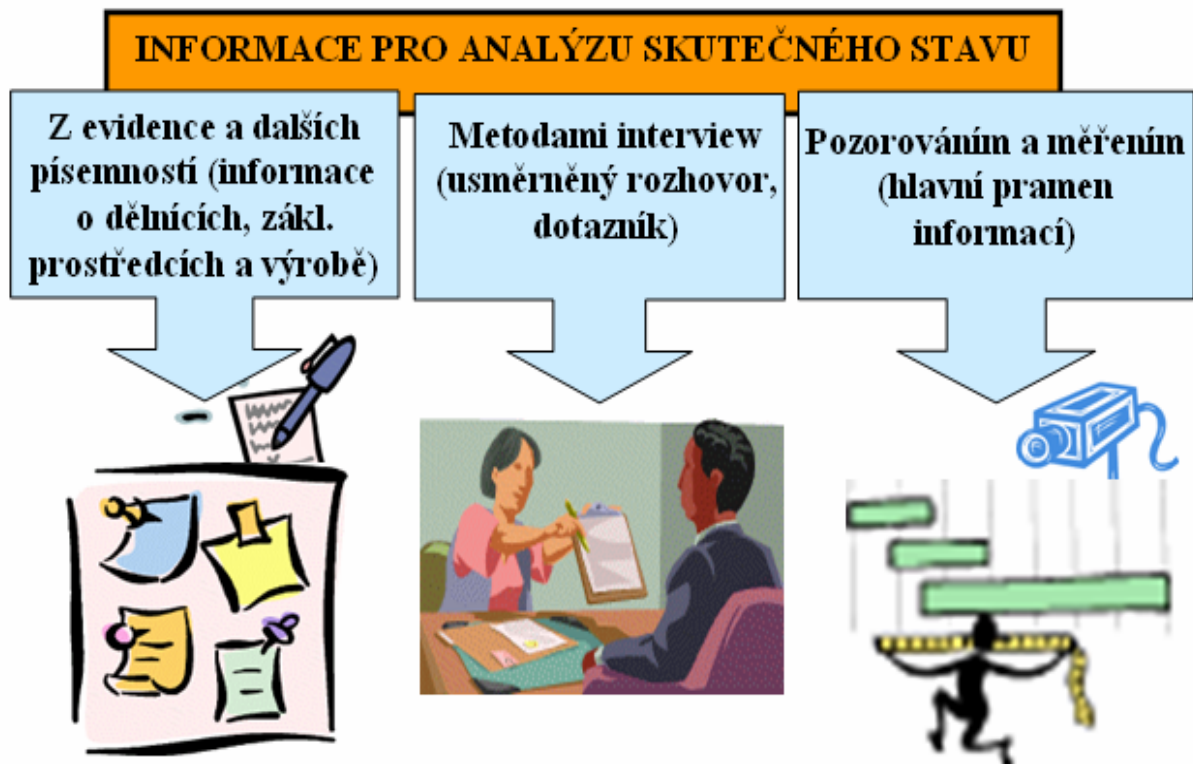 INFORMACE PRO ANALÝZU SKUTEČNÉHO STAVU
Z evidence a dalších
písemností (informace
o dělnících, zákl.
prostředcích a výrobě)
Metodami interview
(usměrněný rozhovor,
dotazník)
Pozorováním a měřením
(hlavní pramen
informací)